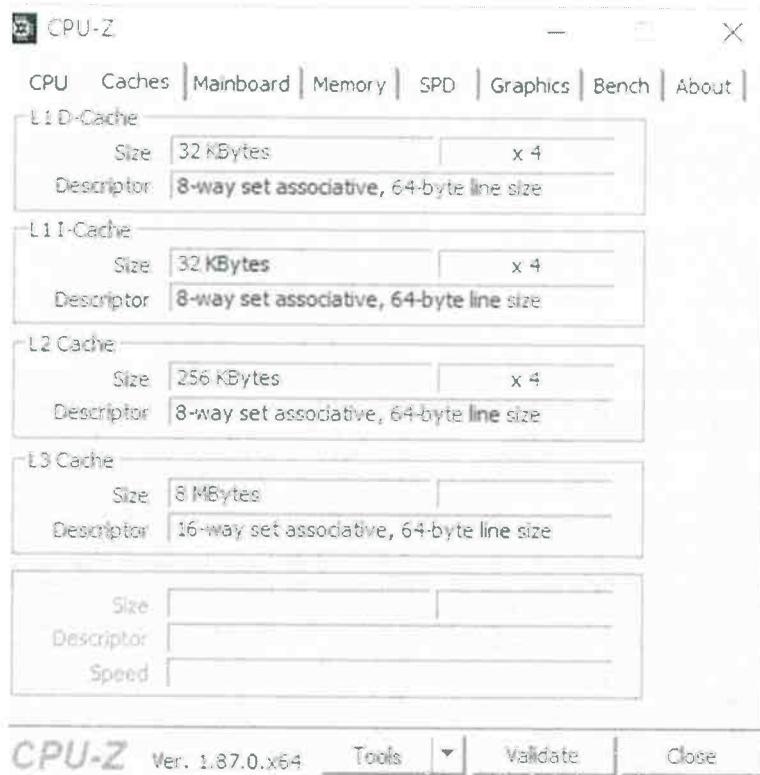 CPU-Z
CPU Caches Mainboard Memory SPD Graphics Bench About
L1 D-Cache
Size 32 KBytes x 4
Descriptor 8-way set associative, 64-byte line size
L1 I-Cache
Size 32 KBytes x 4
Descriptor 8-way set associative, 64-byte line size
L2 Cache
Size 256 KBytes x 4
Descriptor 8-way set associative, 64-byte line size
L3 Cache
Size 8 MBytes
Descriptor 16-way set associative, 64-byte line size
Size
Descriptor
Speed
CPU-Z Ver. 1.87.0.x64 Tools Validate Close